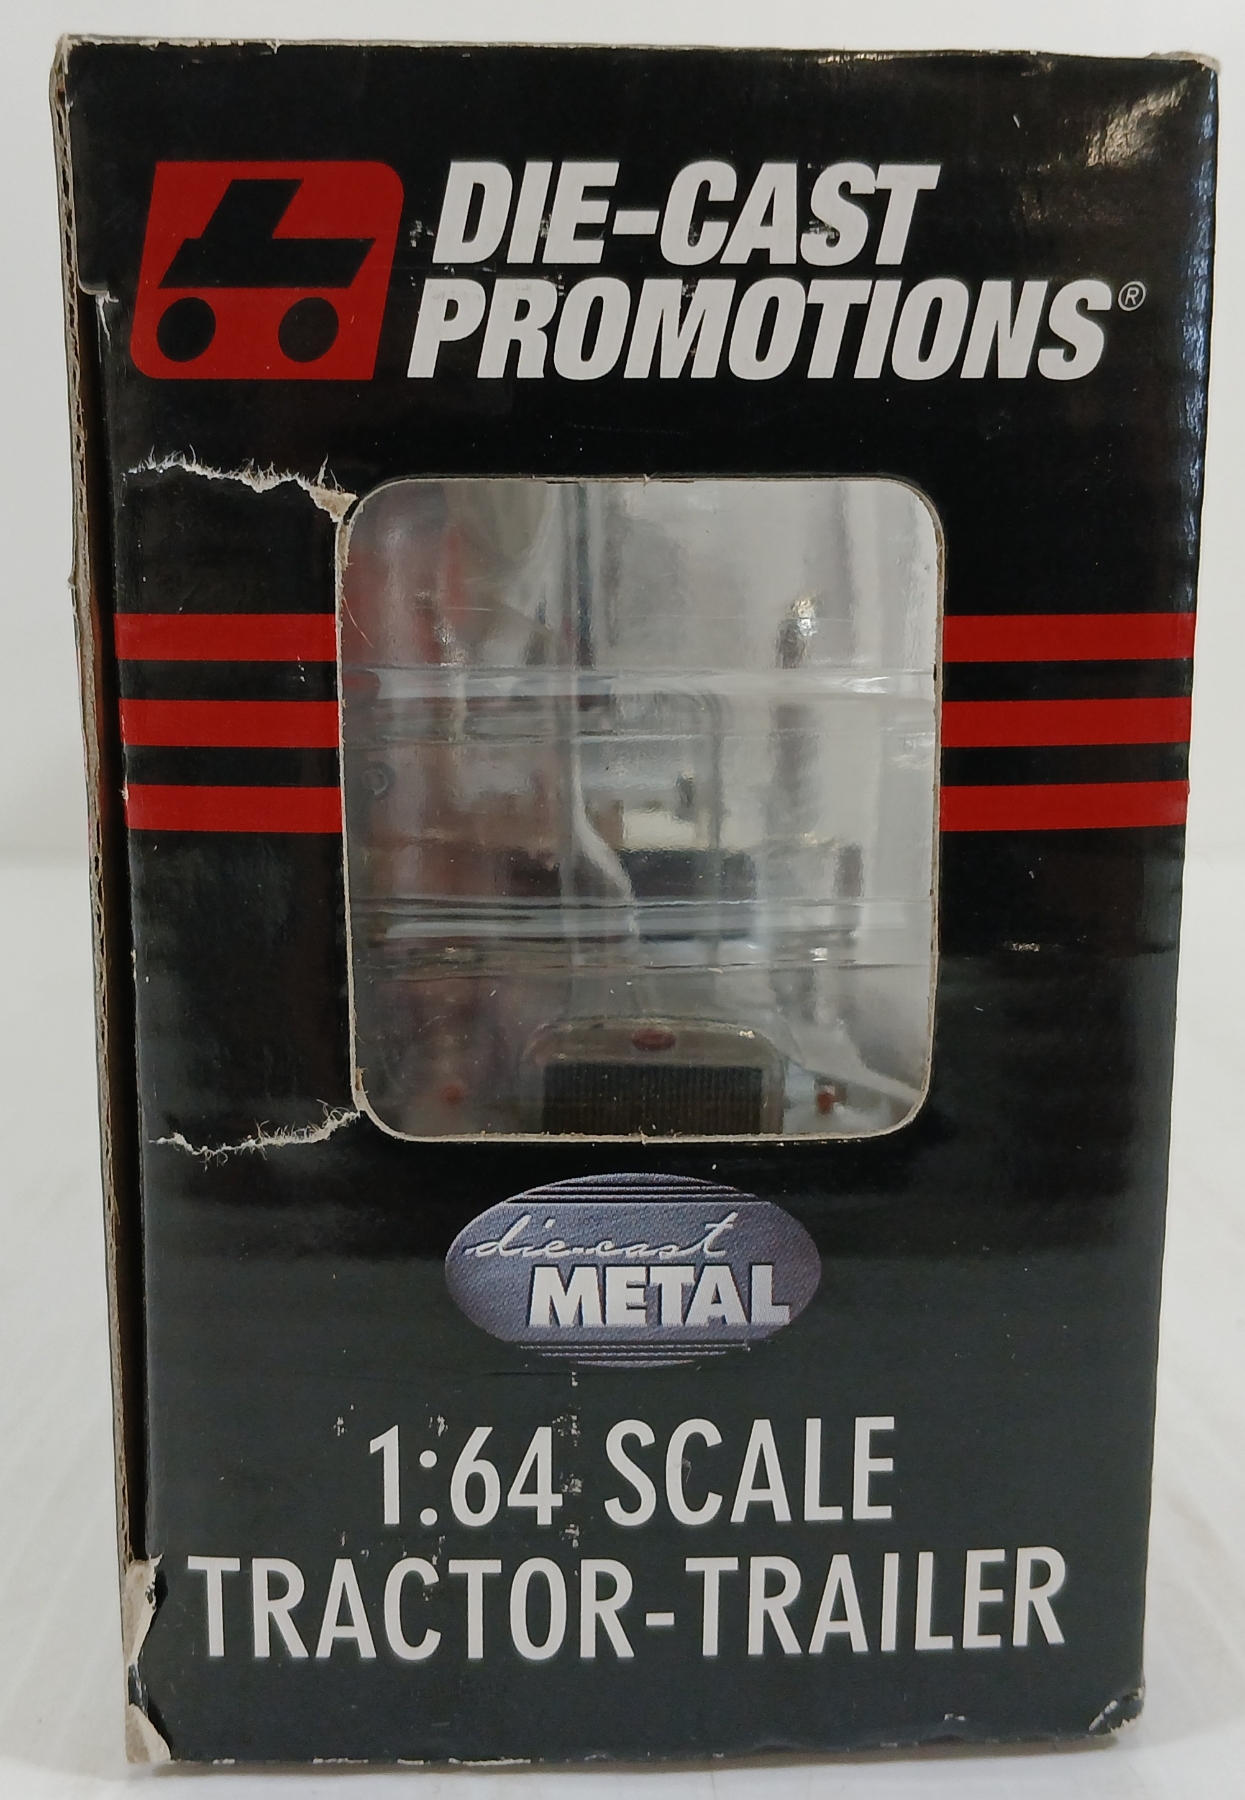 DIE-CAST
PROMOTIONS®
die-cast
METAL
1:64 SCALE
TRACTOR-TRAILER